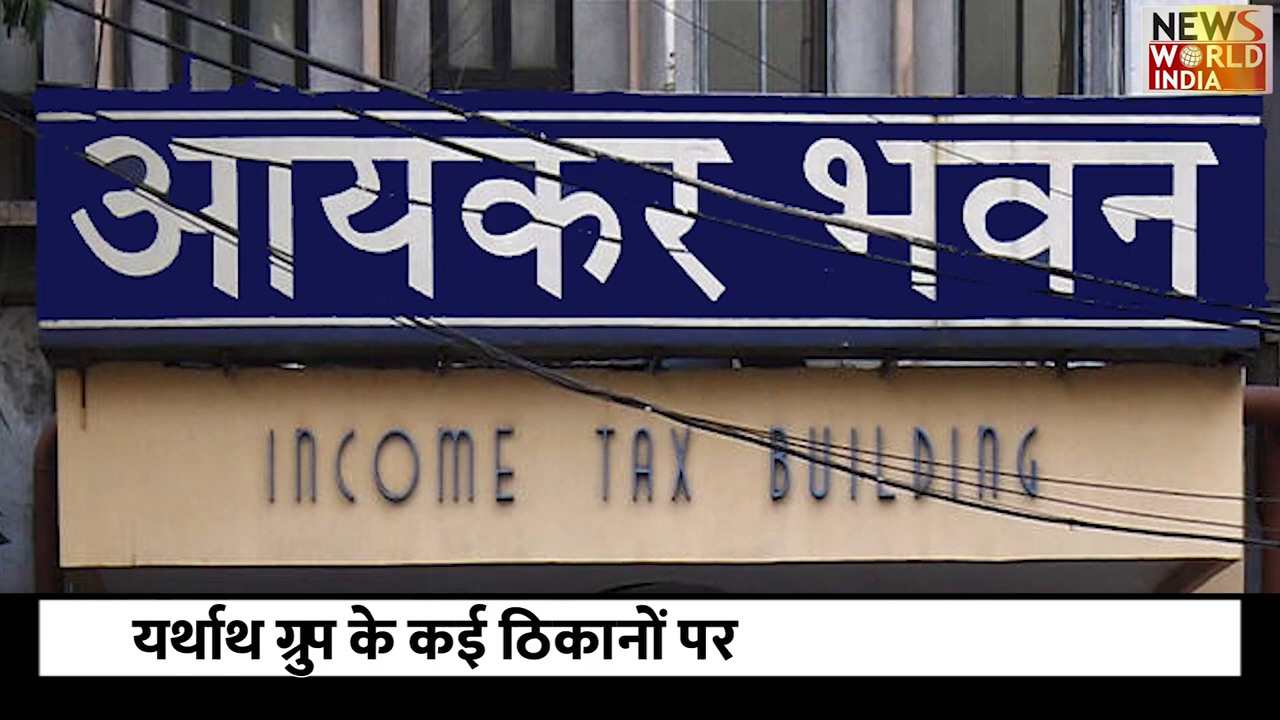 NEWS
WORLD
INDIA
आयकर भवन
INCOME TAX BUILDING
यर्थाथ ग्रुप के कई ठिकानों पर